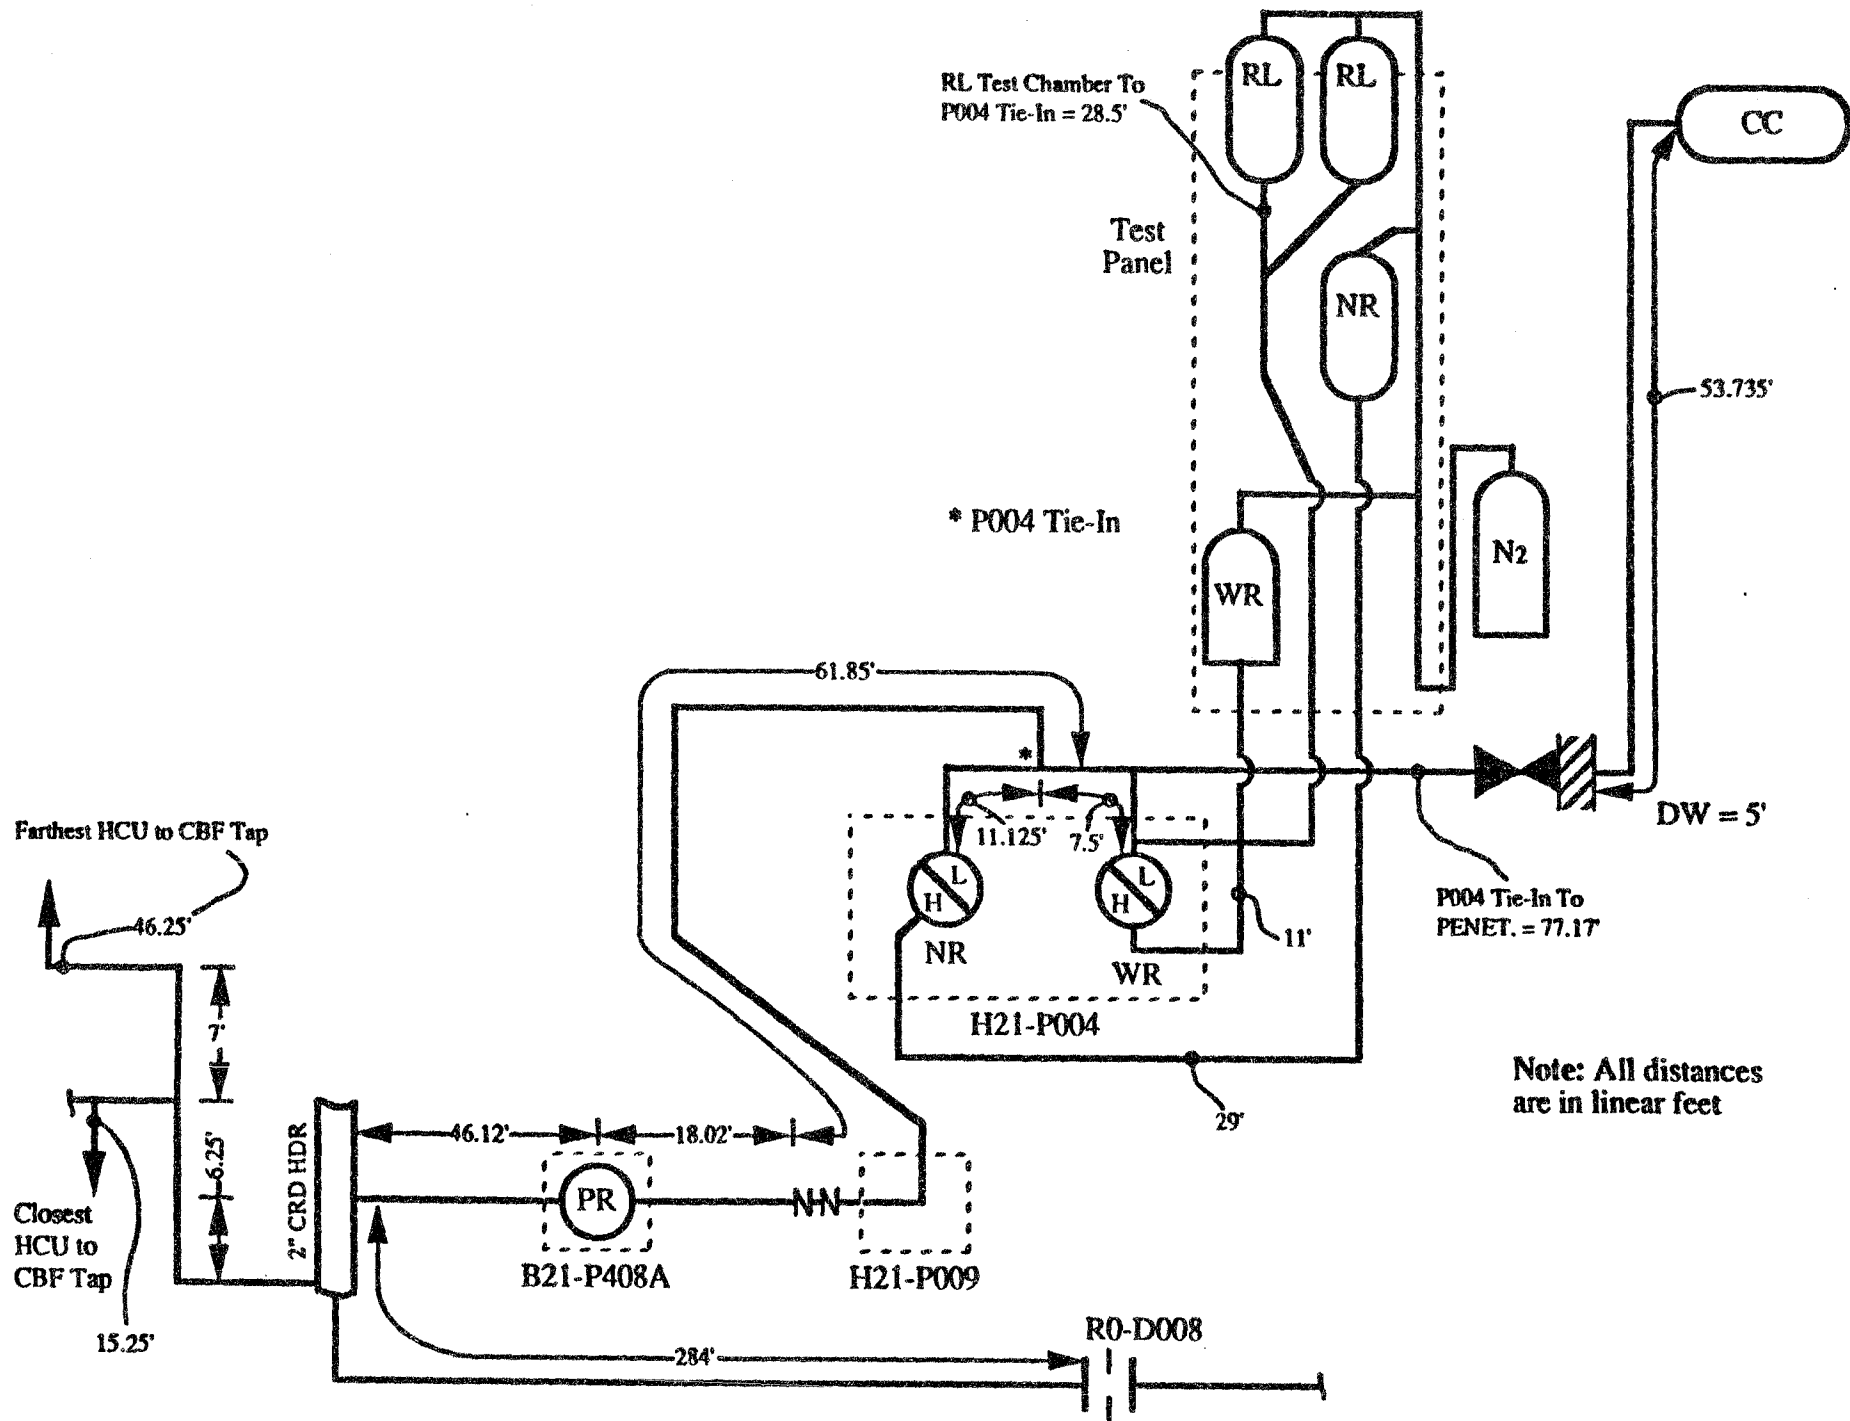 RL Test Chamber To
P004 Tie-In = 28.5'
RL
RL
CC
Test
Panel
NR
53.735'
* P004 Tie-In
N2
WR
61.85'
*
DW = 5'
Farthest HCU to CBF Tap
11.125'
7.5'
L
H
L
H
P004 Tie-In To
PENET. = 77.17'
46.25'
11'
NR
WR
H21-P004
7'
Note: All distances
are in linear feet
29'
46.12'
18.02'
6.25'
2" CRD HDR
PR
N-N
Closest
HCU to
CBF Tap
B21-P408A
H21-P009
15.25'
R0-D008
284'